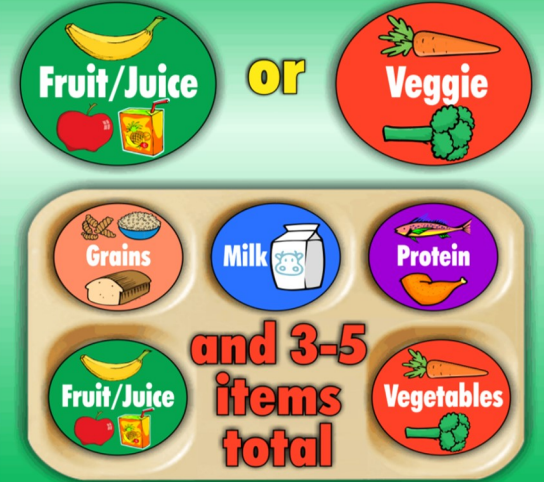 Fruit/Juice
or
Veggie
Grains
Milk
Protein
and 3-5
items
total
Fruit/Juice
Vegetables